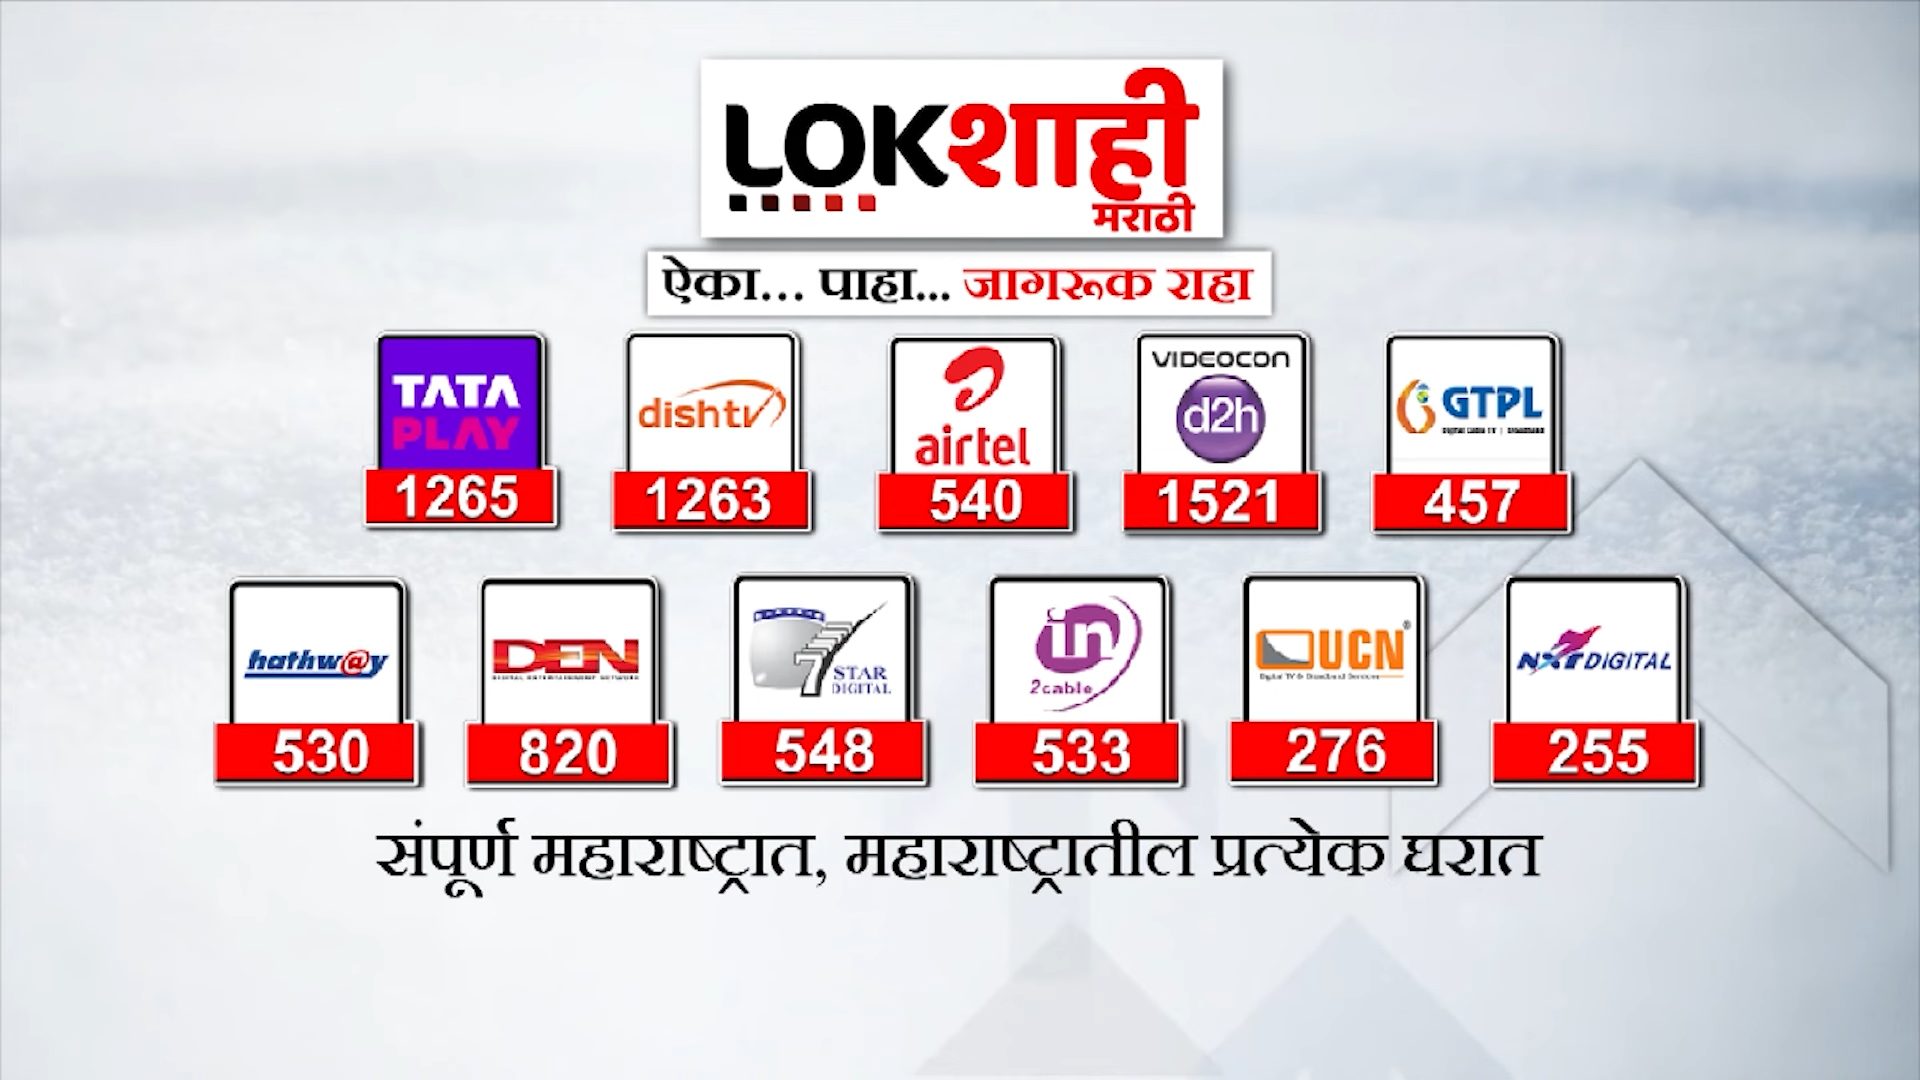 LOKशाही
मराठी
ऐका... पाहा... जागरूक राहा
TATA PLAY
dishtv
airtel
VIDEOCON d2h
GTPL
1265
1263
540
1521
457
hathw@y
DEN
7 STAR DIGITAL
in 2cable
UCN
NXT DIGITAL
530
820
548
533
276
255
संपूर्ण महाराष्ट्रात, महाराष्ट्रातील प्रत्येक घरात